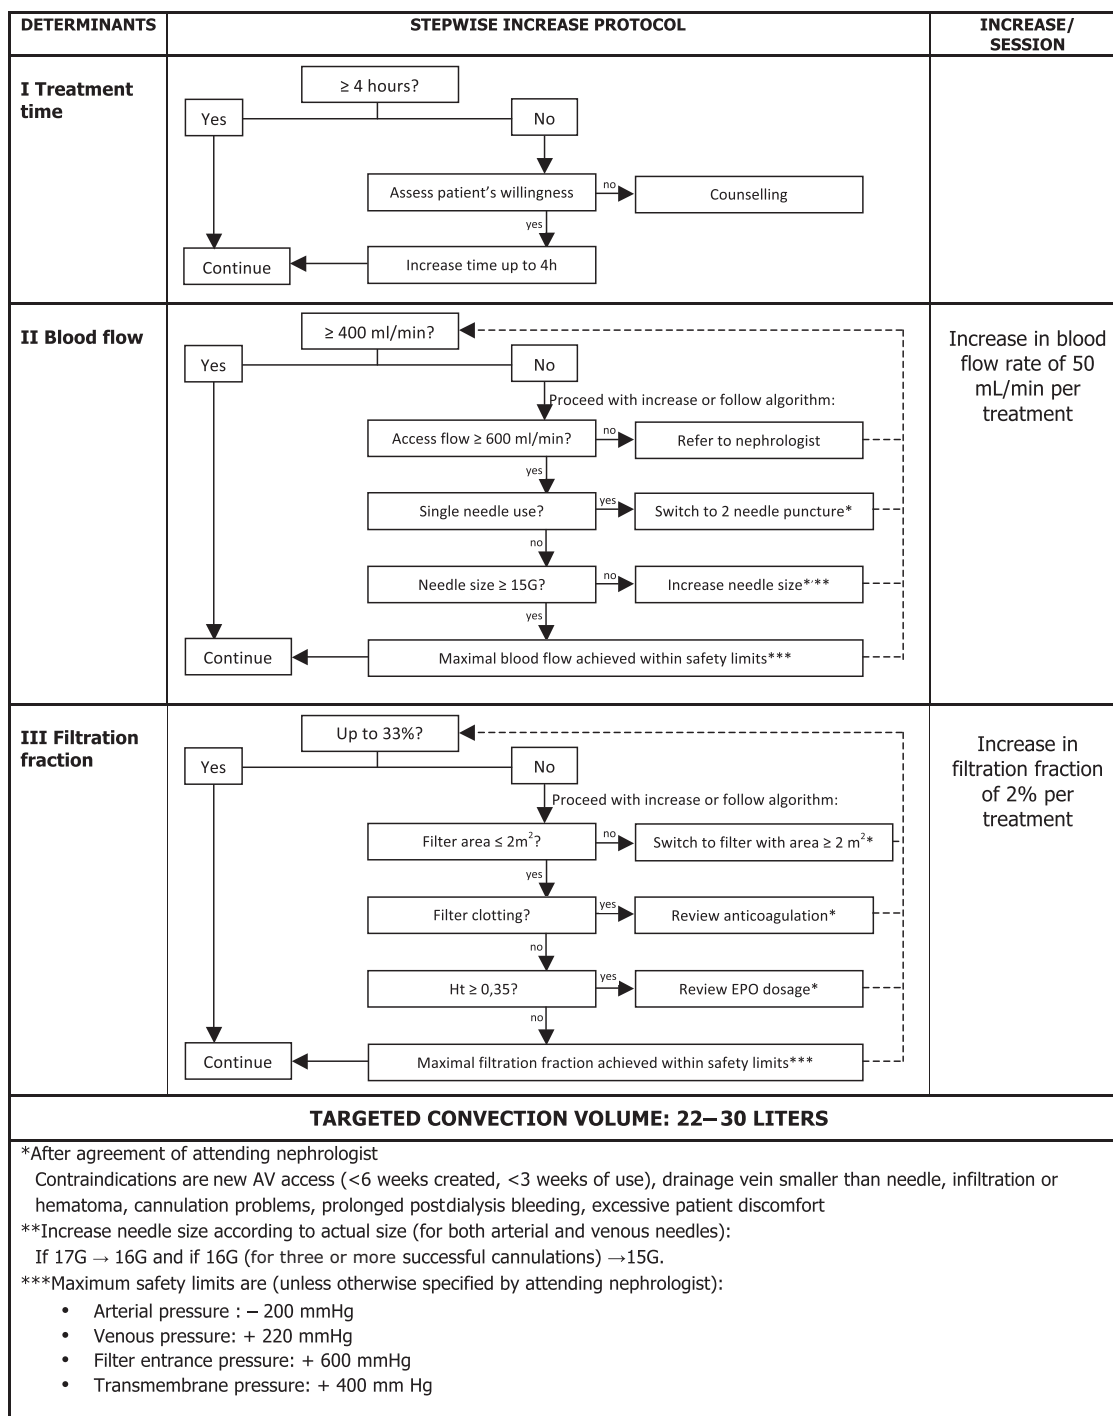 DETERMINANTS
STEPWISE INCREASE PROTOCOL
INCREASE/
SESSION
I Treatment
time
≥ 4 hours?
Yes
No
Assess patient's willingness
no
Counselling
yes
Continue
Increase time up to 4h
II Blood flow
≥ 400 ml/min?
Yes
No
Proceed with increase or follow algorithm:
Access flow ≥ 600 ml/min?
no
Refer to nephrologist
yes
Single needle use?
yes
Switch to 2 needle puncture*
no
Needle size ≥ 15G?
no
Increase needle size*,**
yes
Continue
Maximal blood flow achieved within safety limits***
Increase in blood
flow rate of 50
mL/min per
treatment
III Filtration
fraction
Up to 33%?
Yes
No
Proceed with increase or follow algorithm:
Filter area ≤ 2m²?
no
Switch to filter with area ≥ 2 m²*
yes
Filter clotting?
yes
Review anticoagulation*
no
Ht ≥ 0,35?
yes
Review EPO dosage*
no
Continue
Maximal filtration fraction achieved within safety limits***
Increase in
filtration fraction
of 2% per
treatment
TARGETED CONVECTION VOLUME: 22–30 LITERS
*After agreement of attending nephrologist
Contraindications are new AV access (<6 weeks created, <3 weeks of use), drainage vein smaller than needle, infiltration or
hematoma, cannulation problems, prolonged postdialysis bleeding, excessive patient discomfort
**Increase needle size according to actual size (for both arterial and venous needles):
If 17G → 16G and if 16G (for three or more successful cannulations) →15G.
***Maximum safety limits are (unless otherwise specified by attending nephrologist):
• Arterial pressure : – 200 mmHg
• Venous pressure: + 220 mmHg
• Filter entrance pressure: + 600 mmHg
• Transmembrane pressure: + 400 mm Hg